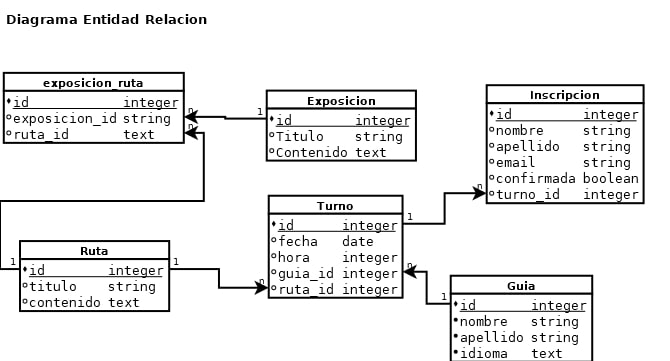 Diagrama Entidad Relacion
exposicion_ruta
id integer
exposicion_id string
ruta_id text
n
n
Exposicion
id integer
Titulo string
Contenido text
1
Inscripcion
id integer
nombre string
apellido string
email string
confirmada boolean
turno_id integer
n
Turno
id integer
fecha date
hora integer
guia_id integer
ruta_id integer
1
n
n
Ruta
id integer
titulo string
contenido text
1
1
Guia
id integer
nombre string
apellido string
idioma text
1